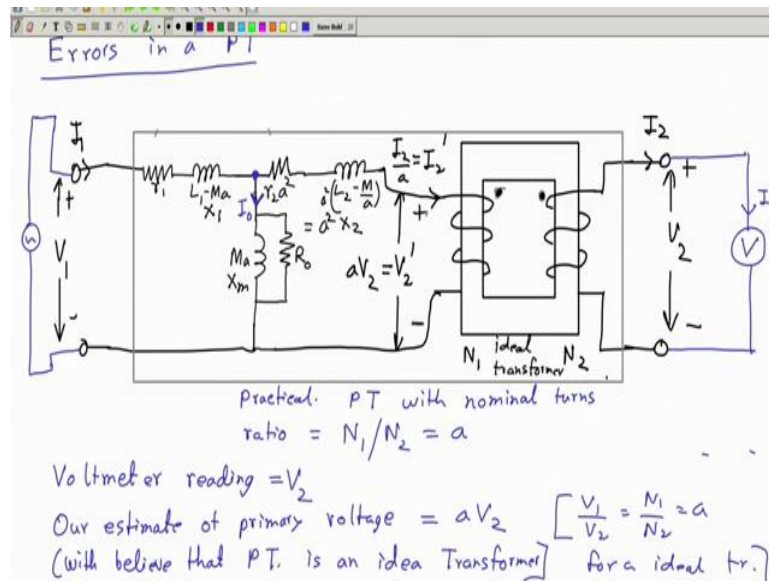 Errors in a PT
I1
I2/a = I2'
I2
r1
L1-Ma
X1
r2a²
a²(L2-M/a)
= a² X2
I0
+
+
+
I
V1
Ma
Xm
R0
aV2 = V2'
V2
V
-
-
-
N1
ideal
transformer
N2
Practical. PT with nominal turns
ratio = N1/N2 = a
Voltmeter reading = V2
Our estimate of primary voltage = aV2 [V1/V2 = N1/N2 = a
(with believe that PT. is an idea Transformer] for a ideal tr.]